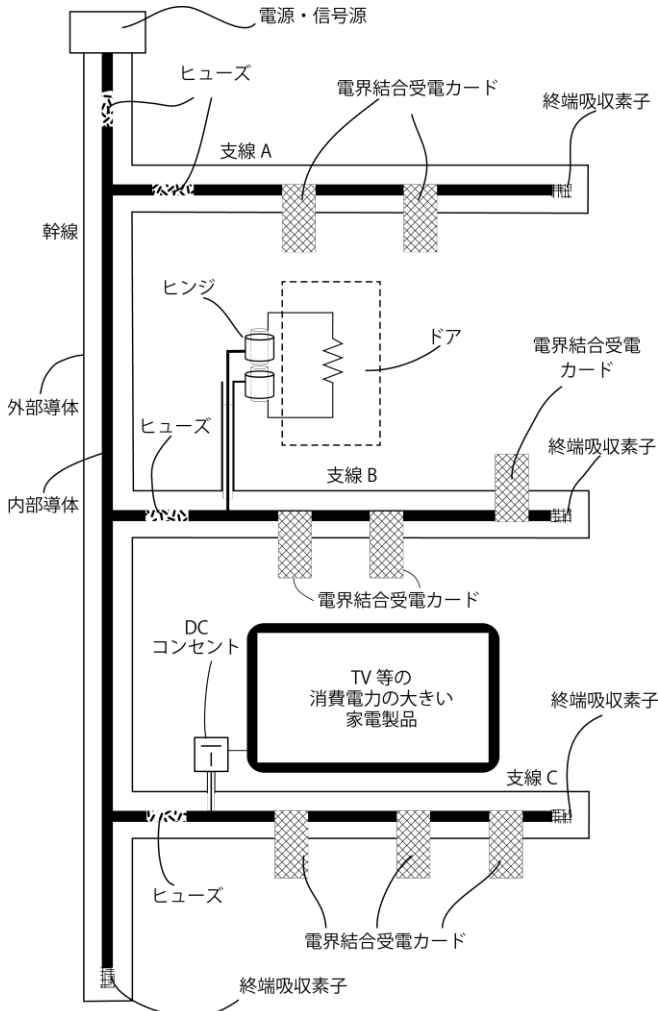 電源・信号源
ヒューズ
電界結合受電カード
終端吸収素子
支線 A
幹線
ヒンジ
ドア
電界結合受電
カード
外部導体
ヒューズ
終端吸収素子
支線 B
内部導体
電界結合受電カード
DC
コンセント
TV 等の
消費電力の大きい
家電製品
終端吸収素子
支線 C
ヒューズ
電界結合受電カード
終端吸収素子